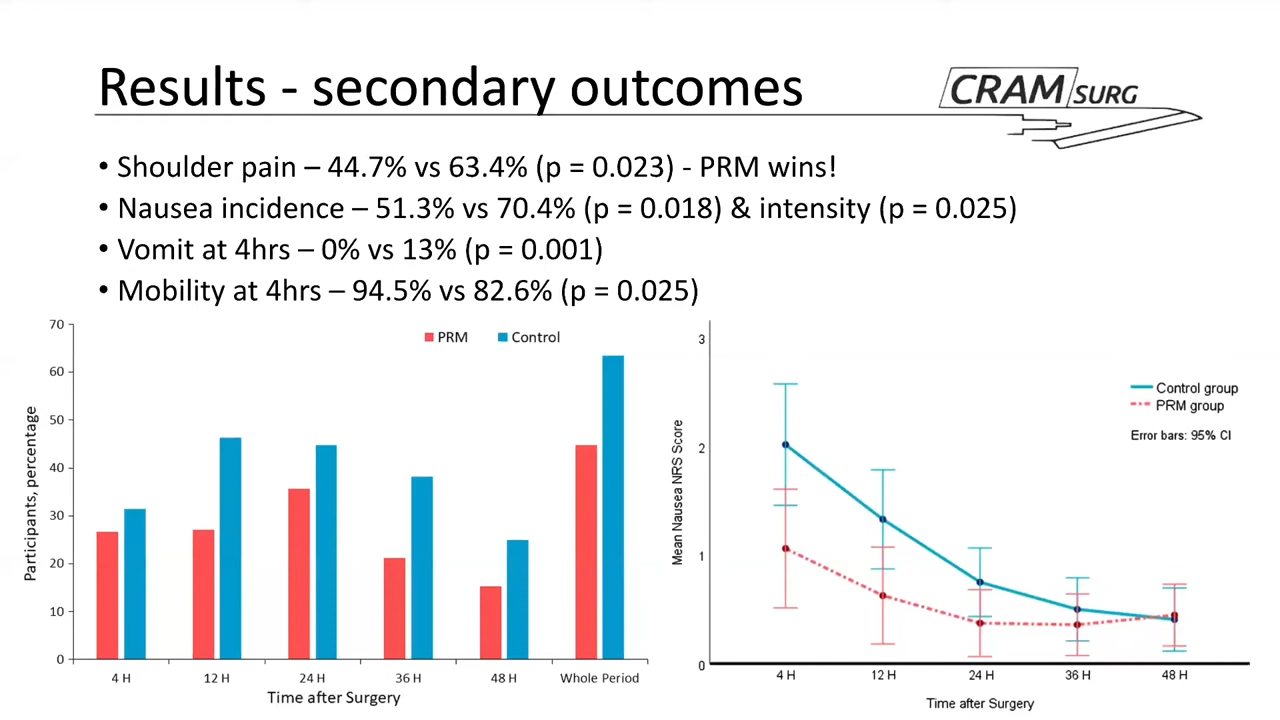 Results - secondary outcomes
CRAM SURG
• Shoulder pain – 44.7% vs 63.4% (p = 0.023) - PRM wins!
• Nausea incidence – 51.3% vs 70.4% (p = 0.018) & intensity (p = 0.025)
• Vomit at 4hrs – 0% vs 13% (p = 0.001)
• Mobility at 4hrs – 94.5% vs 82.6% (p = 0.025)
PRM Control
Participants, percentage
70
60
50
40
30
20
10
0
4 H 12 H 24 H 36 H 48 H Whole Period
Time after Surgery
Control group
PRM group
Error bars: 95% CI
Mean Nausea NRS Score
3
2
1
0
4 H 12 H 24 H 36 H 48 H
Time after Surgery